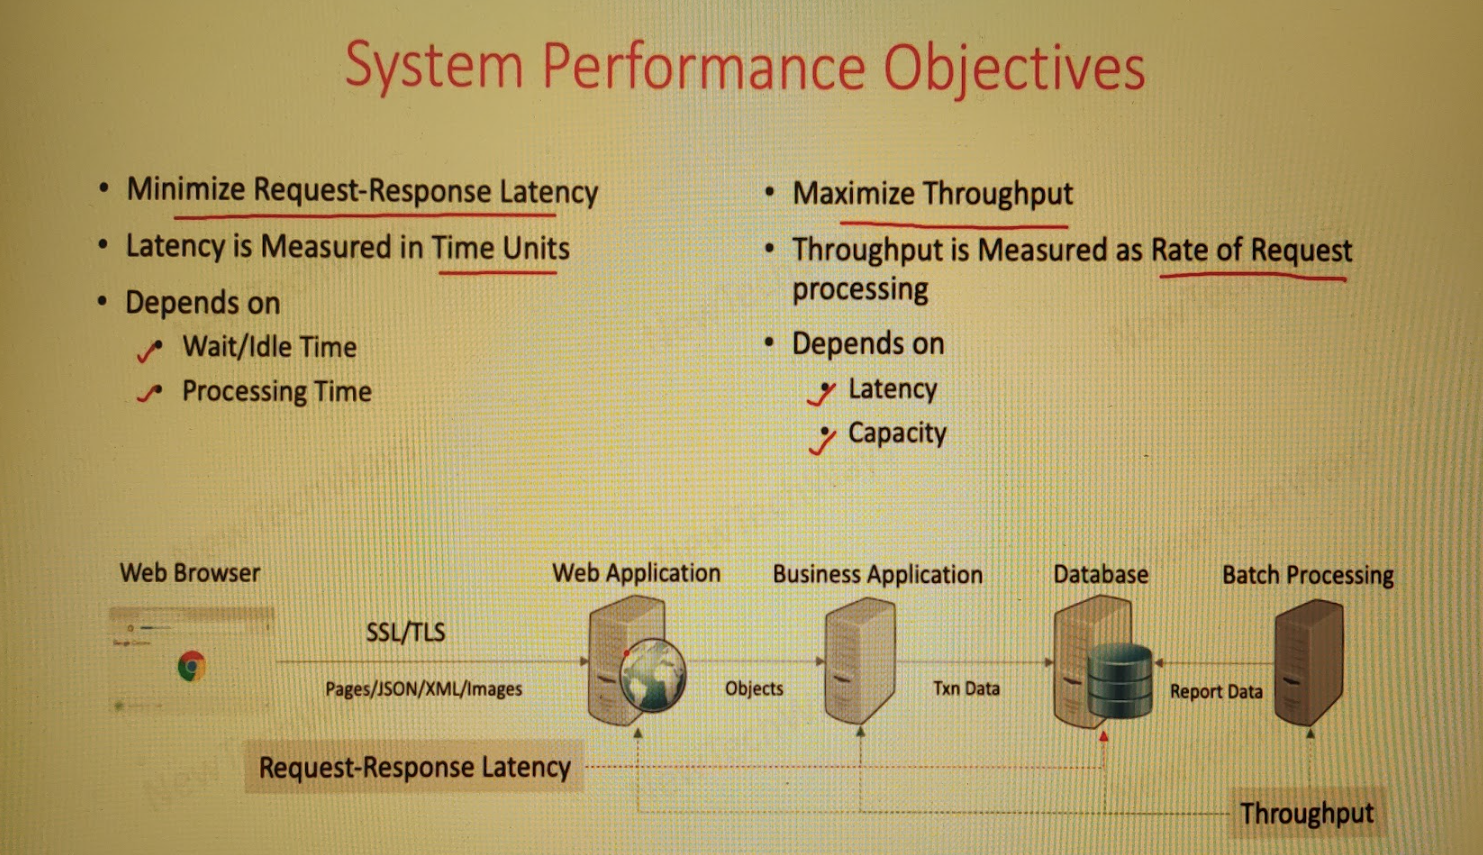 System Performance Objectives
• Minimize Request-Response Latency
• Latency is Measured in Time Units
• Depends on
• Wait/Idle Time
• Processing Time
• Maximize Throughput
• Throughput is Measured as Rate of Request
processing
• Depends on
• Latency
• Capacity
Web Browser
Web Application
Business Application
Database
Batch Processing
SSL/TLS
Pages/JSON/XML/Images
Objects
Txn Data
Report Data
Request-Response Latency
Throughput